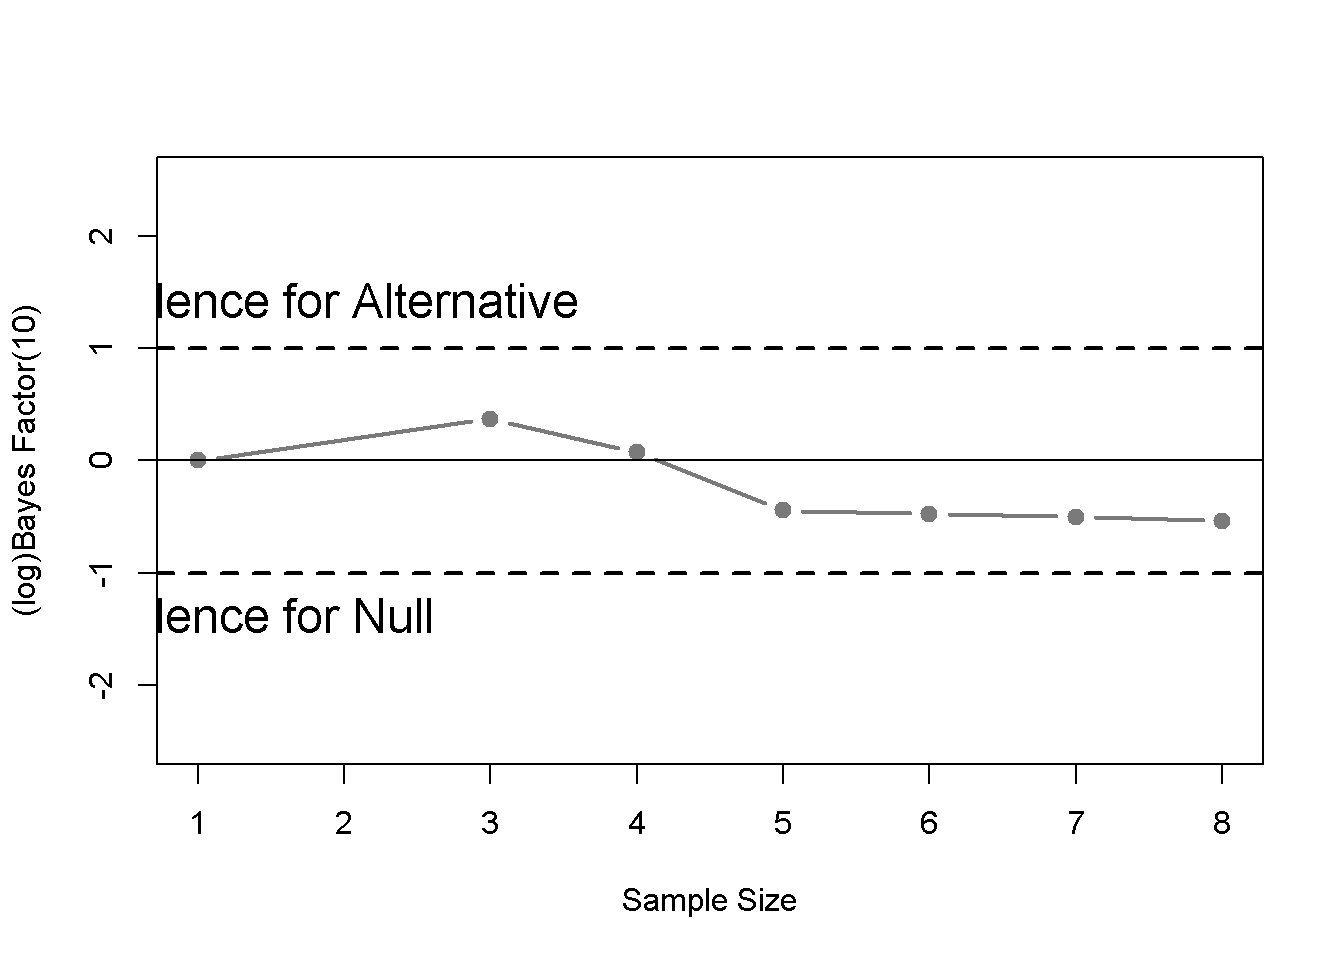 2
lence for Alternative
1
0
-1
lence for Null
-2
(log)Bayes Factor(10)
1 2 3 4 5 6 7 8
Sample Size